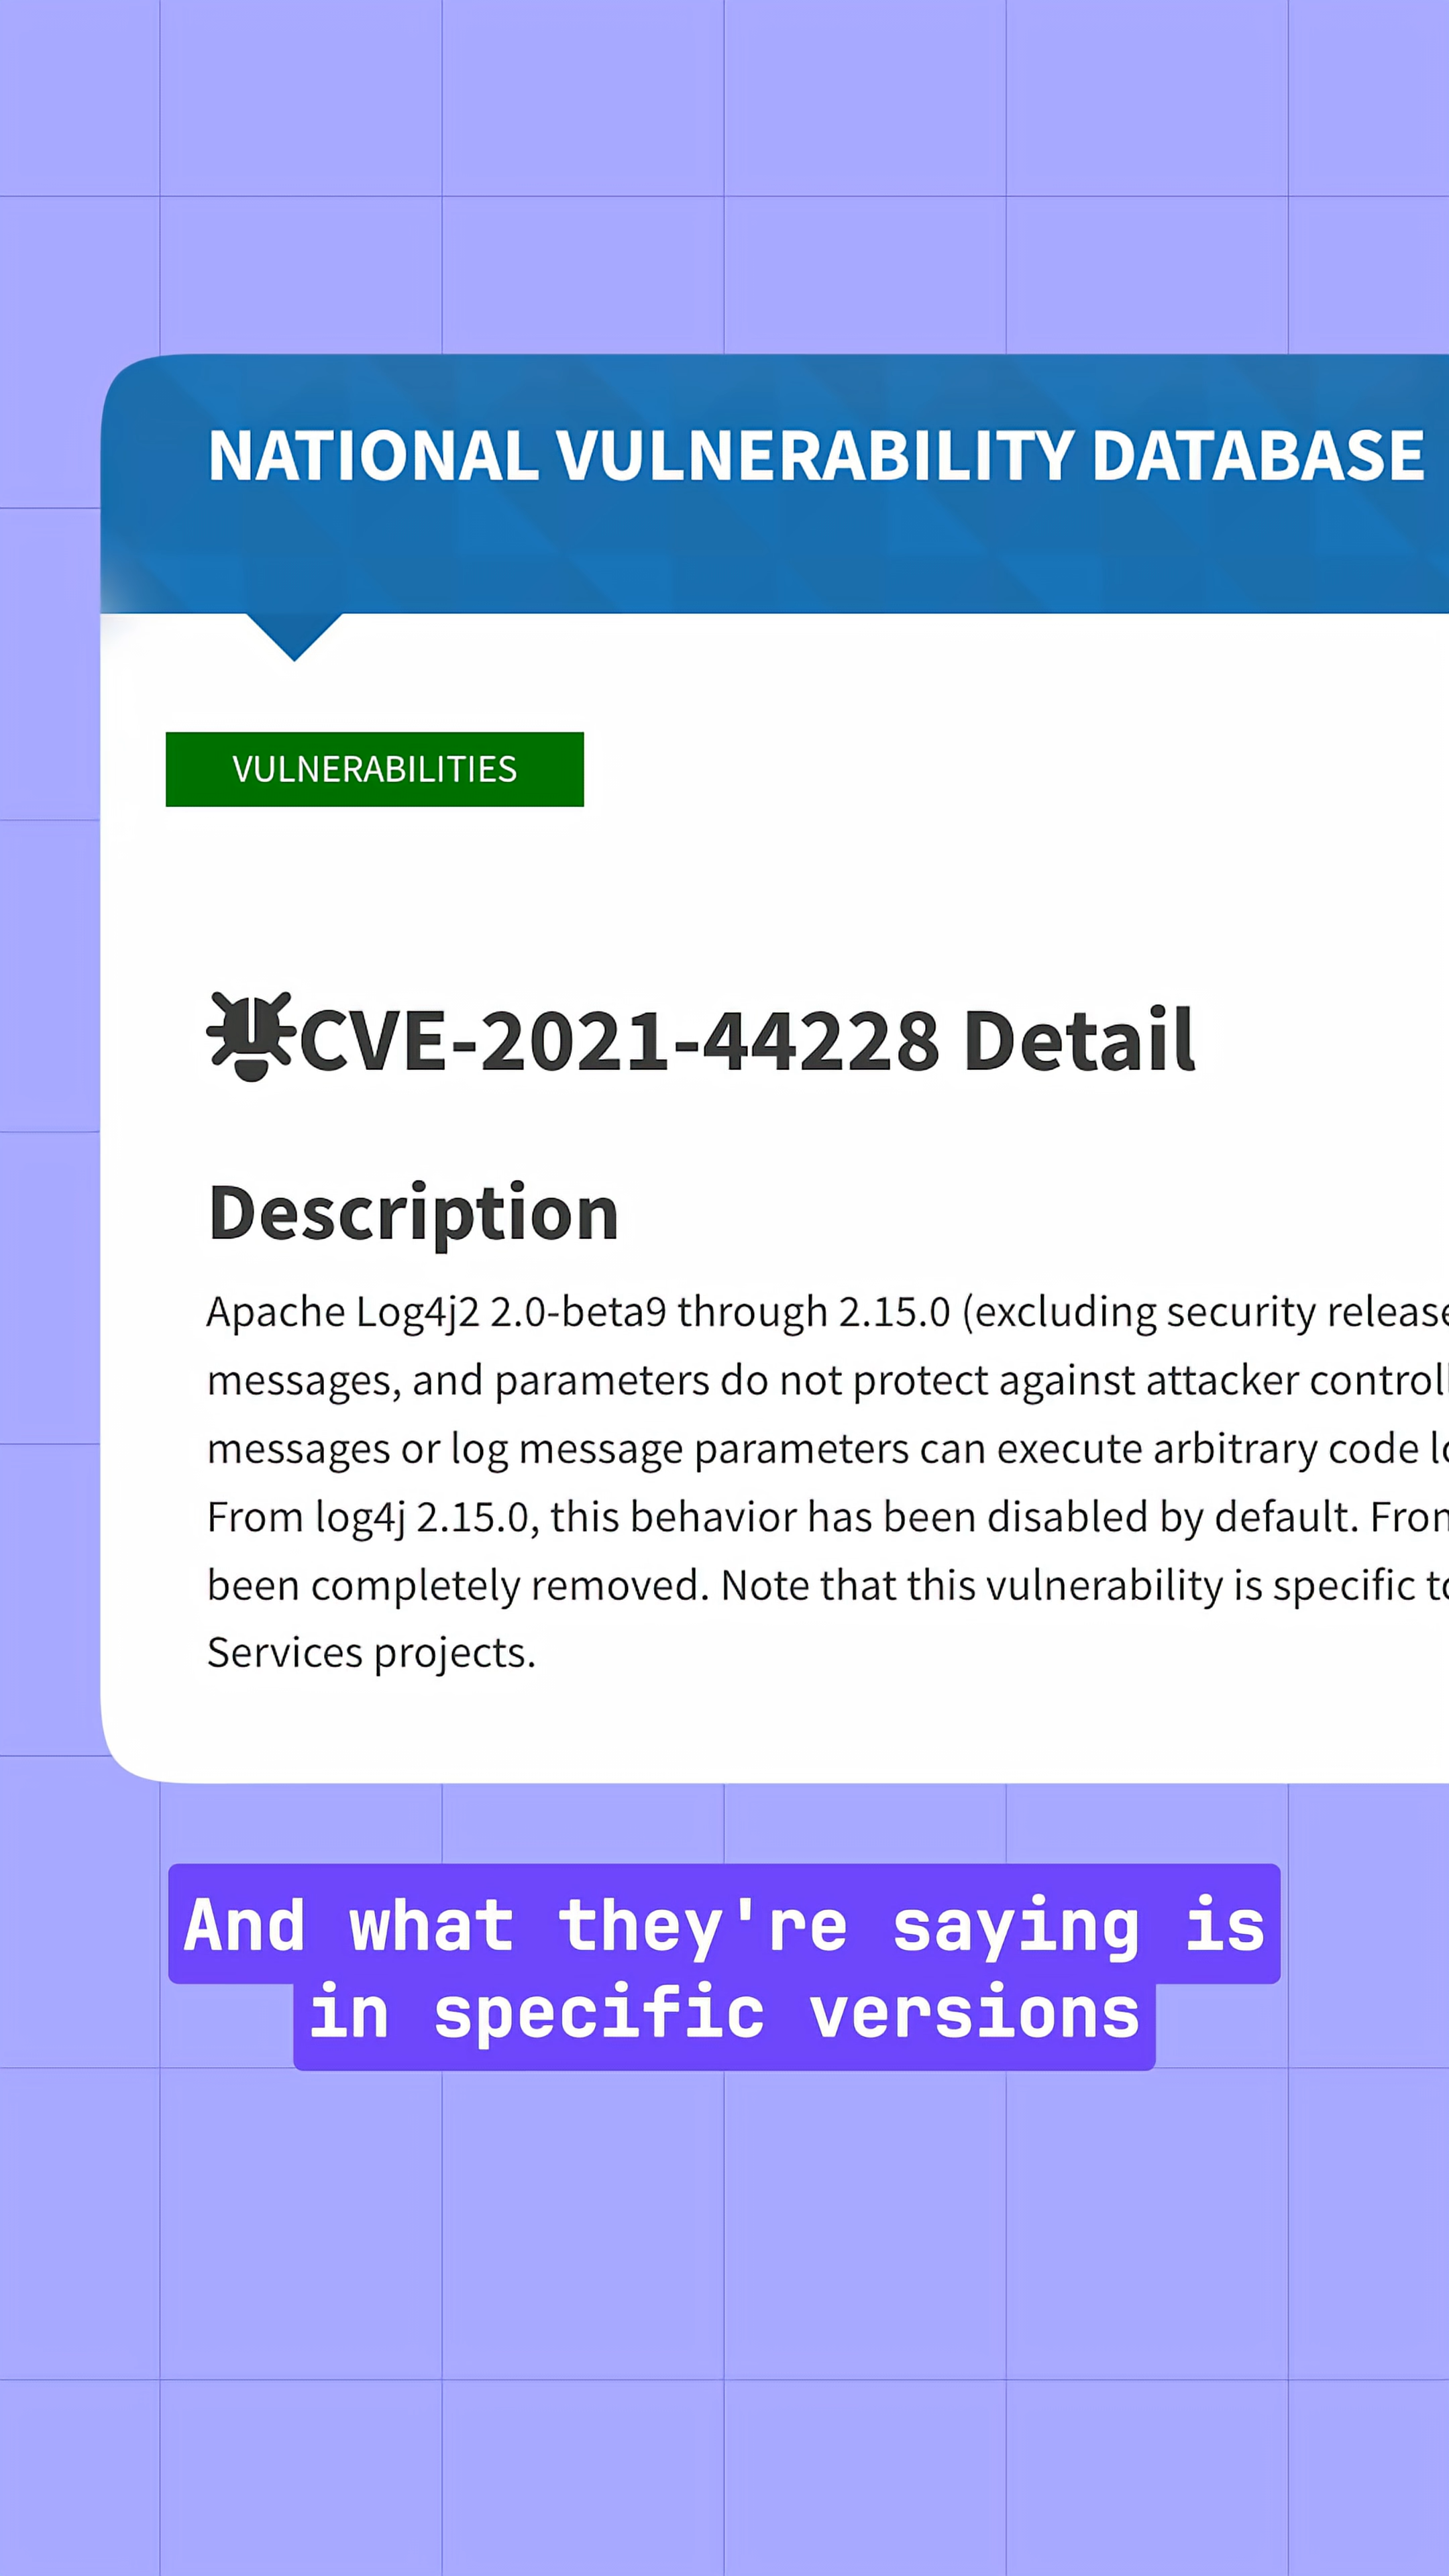 NATIONAL VULNERABILITY DATABASE
VULNERABILITIES
CVE-2021-44228 Detail
Description
Apache Log4j2 2.0-beta9 through 2.15.0 (excluding security release
messages, and parameters do not protect against attacker
messages or log message parameters can execute arbitrary code
From log4j 2.15.0, this behavior has been disabled by default.
been completely removed. Note that this vulnerability is specific
Services projects.
And what they're saying is
in specific versions